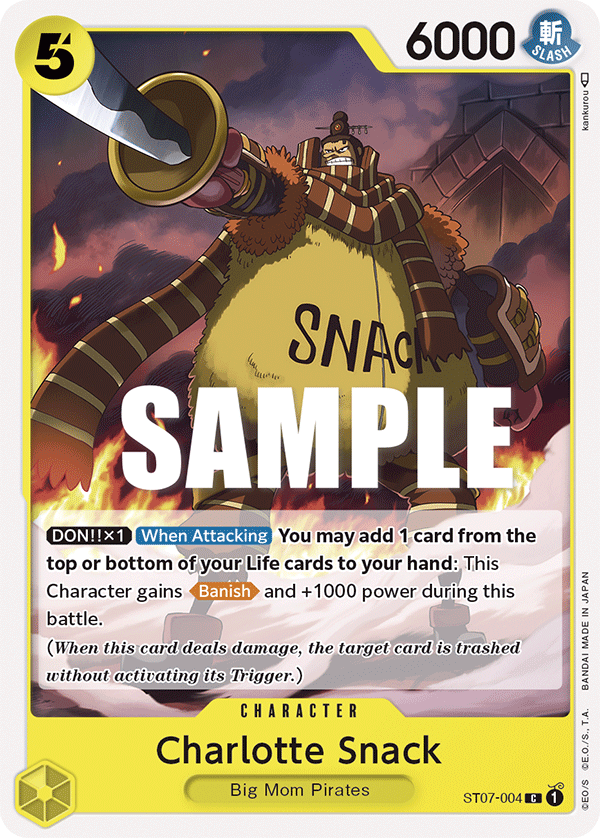 5
6000
斬
SLASH
kankurou
SNACK
SAMPLE
DON!!×1 When Attacking You may add 1 card from the
top or bottom of your Life cards to your hand: This
Character gains Banish and +1000 power during this
battle.
(When this card deals damage, the target card is trashed
without activating its Trigger.)
©EO/S ©E.O./S., T.A. BANDAI MADE IN JAPAN
CHARACTER
Charlotte Snack
Big Mom Pirates
ST07-004 C 1